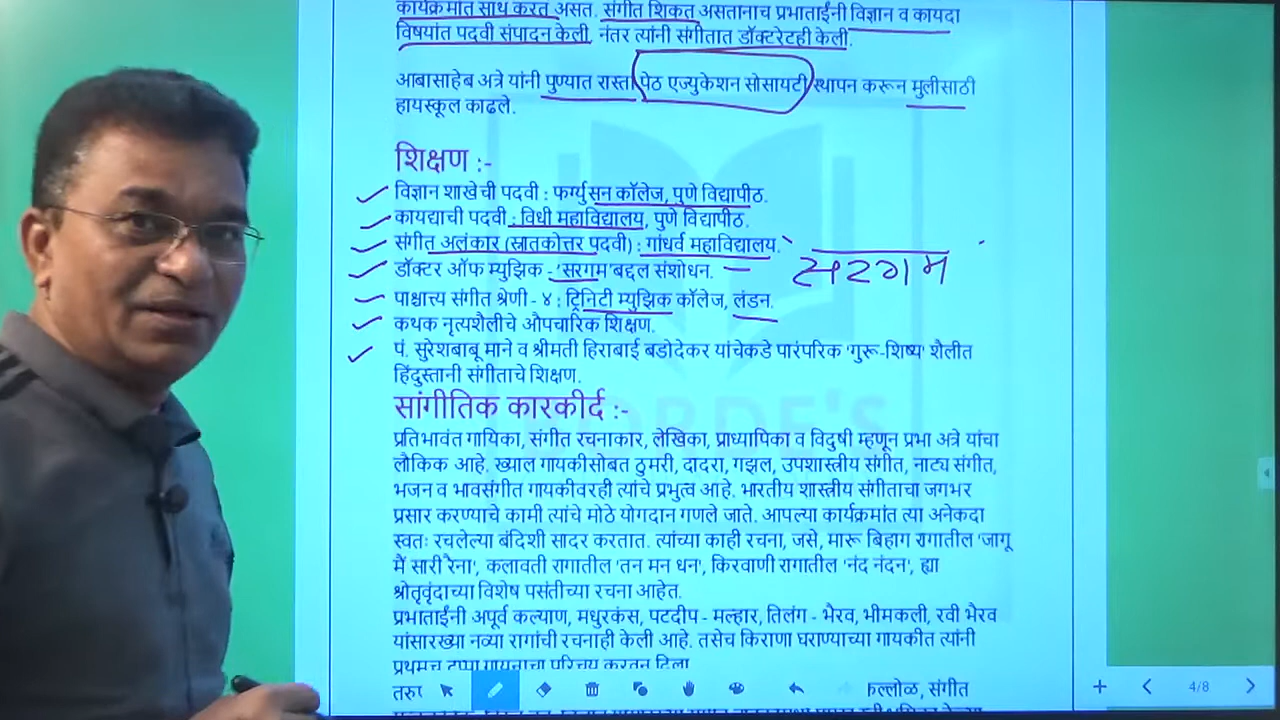 कार्यक्रमांत साथ करत असत. संगीत शिकत असतानाच प्रभाताईंनी विज्ञान व कायदा
विषयांत पदवी संपादन केली. नंतर त्यांनी संगीतात डॉक्टरेटही केली.
आबासाहेब अत्रे यांनी पुण्यात रास्ता पेठ एज्युकेशन सोसायटी स्थापन करून मुलीसाठी
हायस्कूल काढले.
शिक्षण :-
विज्ञान शाखेची पदवी : फर्ग्युसन कॉलेज, पुणे विद्यापीठ.
कायद्याची पदवी : विधी महाविद्यालय, पुणे विद्यापीठ.
संगीत अलंकार (स्नातकोत्तर पदवी) : गांधर्व महाविद्यालय.
डॉक्टर ऑफ म्युझिक - 'सरगम'बद्दल संशोधन.
सरगम
पाश्चात्त्य संगीत श्रेणी - ४ : ट्रिनिटी म्युझिक कॉलेज, लंडन.
कथक नृत्यशैलीचे औपचारिक शिक्षण.
पं. सुरेशबाबू माने व श्रीमती हिराबाई बडोदेकर यांचेकडे पारंपरिक 'गुरू-शिष्य' शैलीत
हिंदुस्तानी संगीताचे शिक्षण.
सांगीतिक कारकीर्द :-
प्रतिभावंत गायिका, संगीत रचनाकार, लेखिका, प्राध्यापिका व विदुषी म्हणून प्रभा अत्रे यांचा
लौकिक आहे. ख्याल गायकीसोबत ठुमरी, दादरा, गझल, उपशास्त्रीय संगीत, नाट्य संगीत,
भजन व भावसंगीत गायकीवरही त्यांचे प्रभुत्व आहे. भारतीय शास्त्रीय संगीताचा जगभर
प्रसार करण्याचे कामी त्यांचे मोठे योगदान गणले जाते. आपल्या कार्यक्रमांत त्या अनेकदा
स्वतः रचलेल्या बंदिशी सादर करतात. त्यांच्या काही रचना, जसे, मारू बिहाग रागातील 'जागू
मैं सारी रैना', कलावती रागातील 'तन मन धन', किरवाणी रागातील 'नंद नंदन', ह्या
श्रोतृवृंदाच्या विशेष पसंतीच्या रचना आहेत.
प्रभाताईंनी अपूर्व कल्याण, मधुरकंस, पटदीप - मल्हार, तिलंग - भैरव, भीमकली, रवी भैरव
यांसारख्या नव्या रागांची रचनाही केली आहे. तसेच किराणा घराण्याच्या गायकीत त्यांनी
प्रथमच टप्पा गायनाचा परिचय करवून दिला
संगीत
4/8